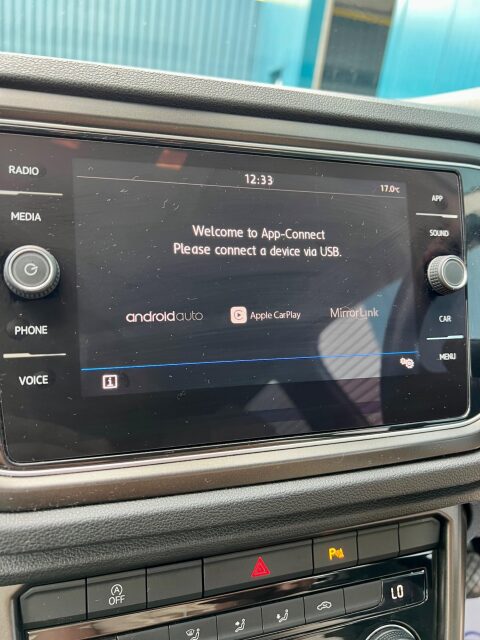 12:33
17.0°C
RADIO
MEDIA
PHONE
VOICE
Welcome to App-Connect
Please connect a device via USB.
androidauto
Apple CarPlay
MirrorLink
i
APP
SOUND
CAR
MENU
A
OFF
P
LO